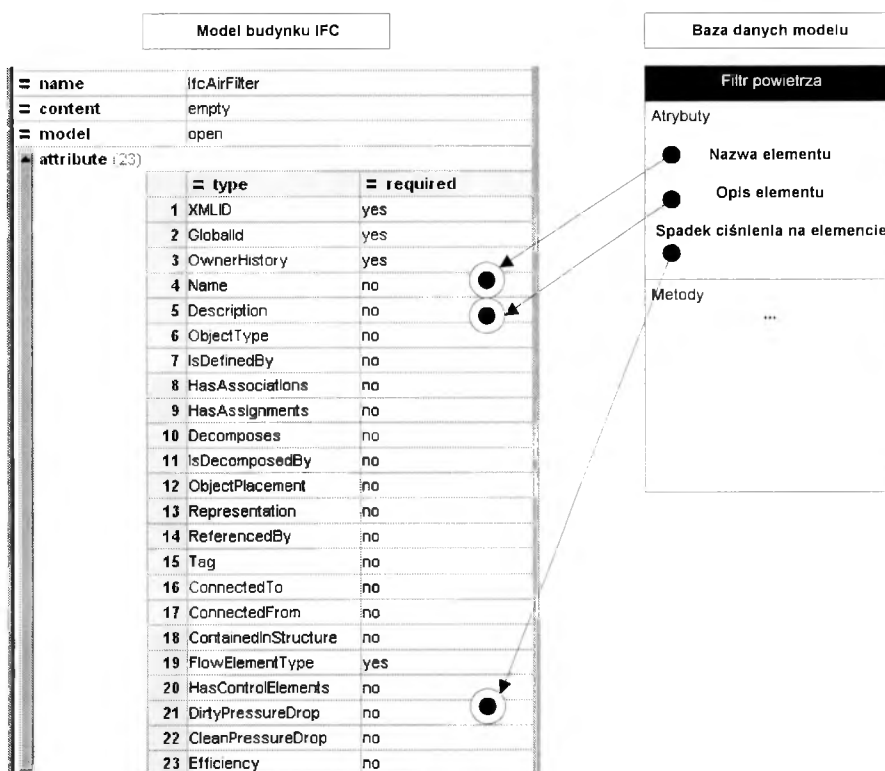 Model budynku IFC
= name IfcAirFilter
= content empty
= model open
attribute (23)
= type = required
1 XMLID yes
2 GlobalId yes
3 OwnerHistory yes
4 Name no
5 Description no
6 ObjectType no
7 IsDefinedBy no
8 HasAssociations no
9 HasAssignments no
10 Decomposes no
11 IsDecomposedBy no
12 ObjectPlacement no
13 Representation no
14 ReferencedBy no
15 Tag no
16 ConnectedTo no
17 ConnectedFrom no
18 ContainedInStructure no
19 FlowElementType yes
20 HasControlElements no
21 DirtyPressureDrop no
22 CleanPressureDrop no
23 Efficiency no
Baza danych modelu
Filtr powietrza
Atrybuty
Nazwa elementu
Opis elementu
Spadek ciśnienia na elemencie
Metody
...